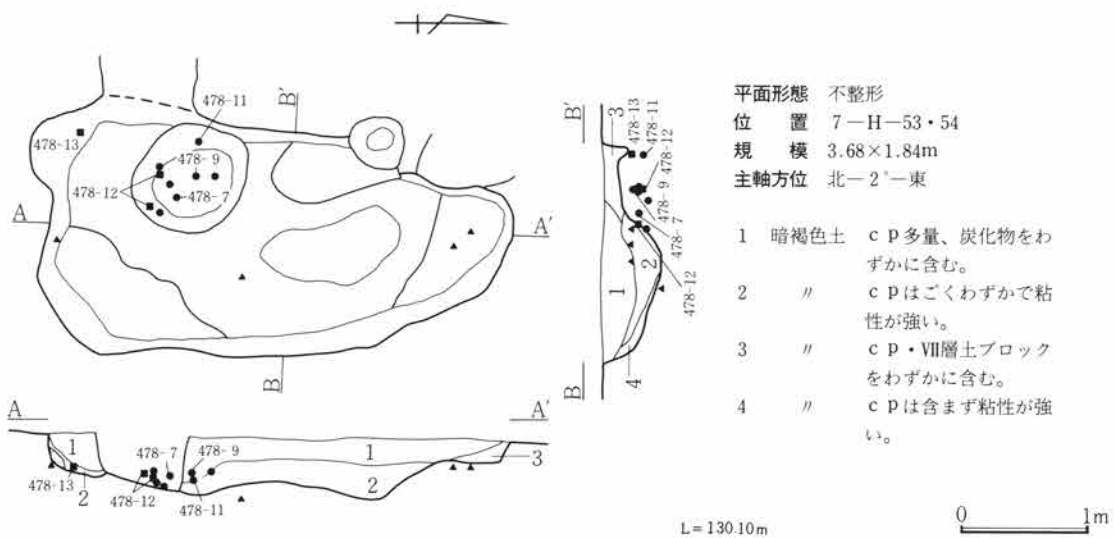 478-11
478-13
478- 9
478-12
478- 7
A
A′
B′
B
A
A′
1
2
478-13
478- 7
478-12
478- 9
478-11
1
2
3
B′
B
3
478-13
478-11
478-12
478- 9
478- 7
478-12
1
2
4
平面形態 不整形
位 置 7－H－53・54
規 模 3.68×1.84m
主軸方位 北－2°－東
1 暗褐色土 ｃｐ多量、炭化物をわ
ずかに含む。
2 〃 ｃｐはごくわずかで粘
性が強い。
3 〃 ｃｐ・Ⅶ層土ブロック
をわずかに含む。
4 〃 ｃｐは含まず粘性が強
い。
L＝130.10m
0 1m